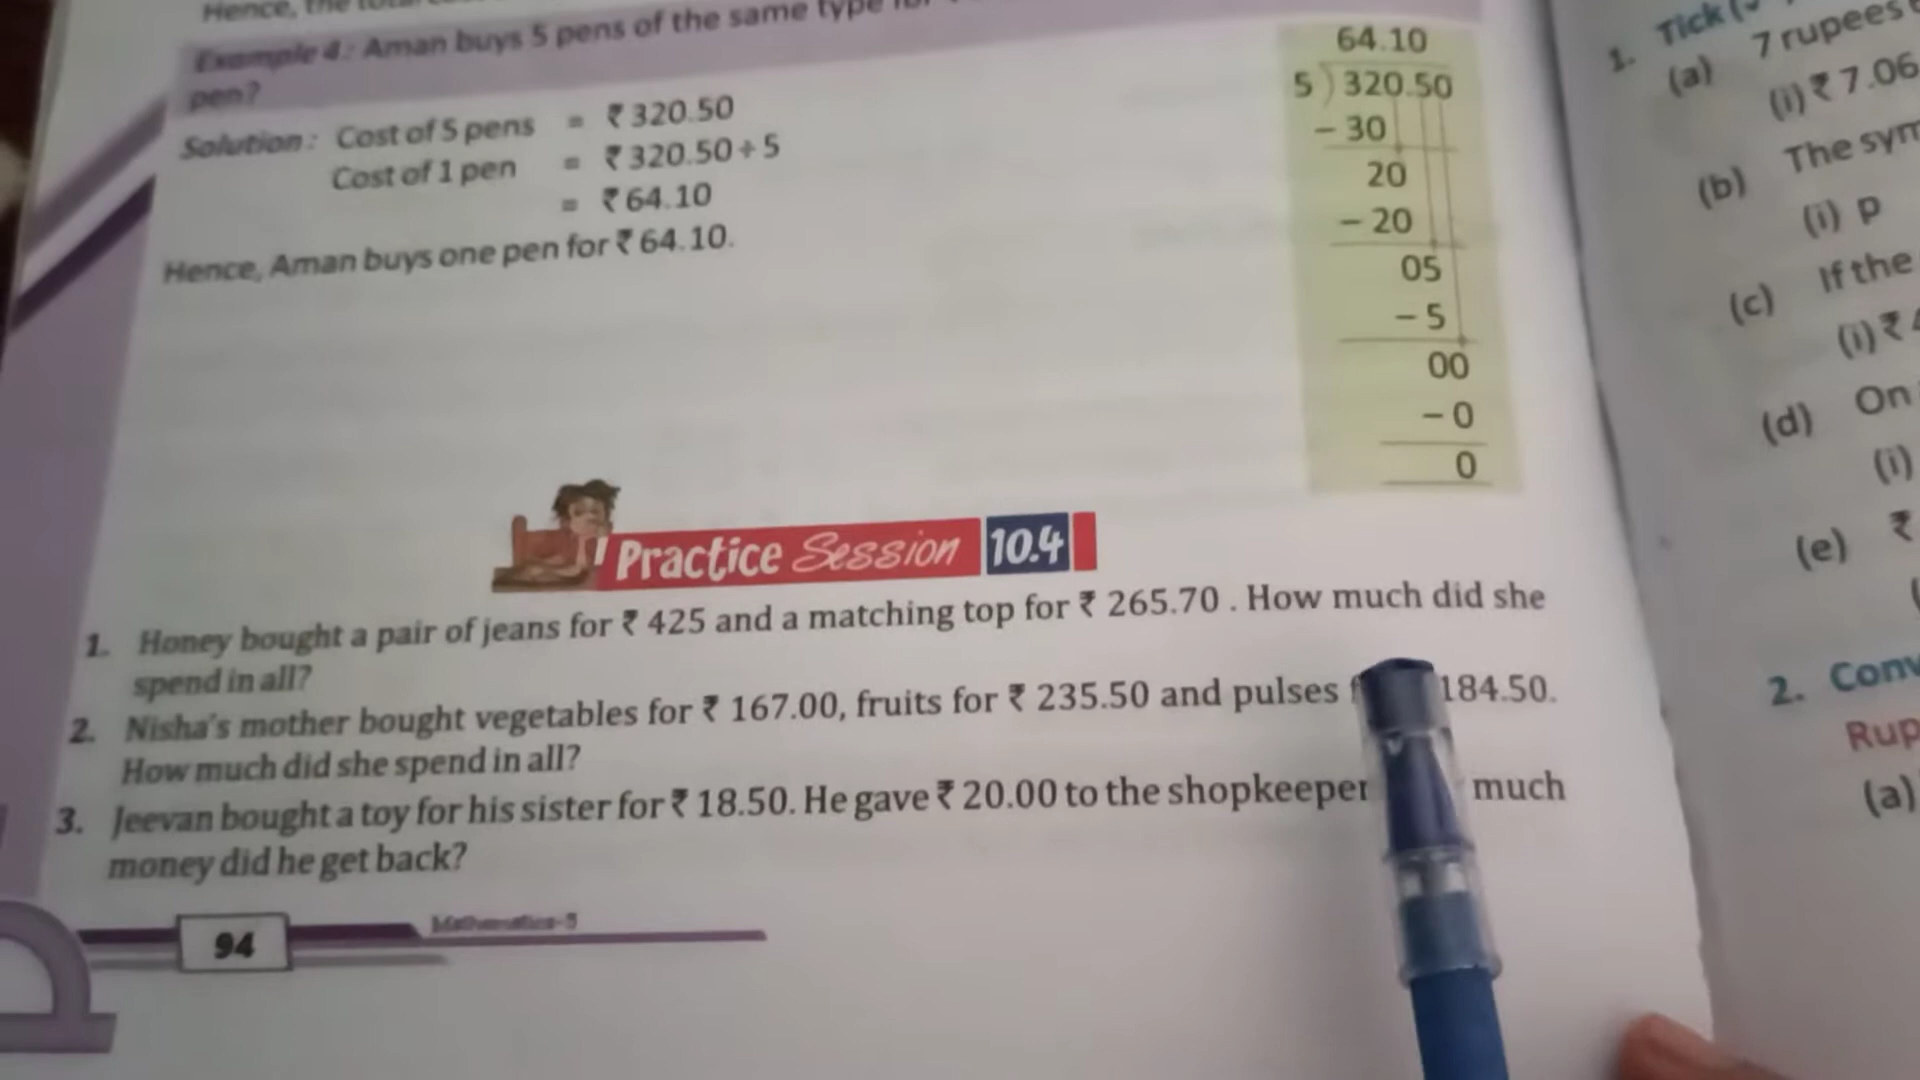 Hence, the total
Example 4: Aman buys 5 pens of the same type
pen?
Solution: Cost of 5 pens = ₹ 320.50
Cost of 1 pen = ₹ 320.50 ÷ 5
= ₹ 64.10
Hence, Aman buys one pen for ₹ 64.10.
64.10
5 ) 320.50
– 30
20
– 20
05
– 5
00
– 0
0
Practice Session 10.4
1. Honey bought a pair of jeans for ₹ 425 and a matching top for ₹ 265.70 . How much did she
spend in all?
2. Nisha's mother bought vegetables for ₹ 167.00, fruits for ₹ 235.50 and pulses 184.50.
How much did she spend in all?
3. Jeevan bought a toy for his sister for ₹ 18.50. He gave ₹ 20.00 to the shopkeeper much
money did he get back?
94
Mathematics-5
1. Tick (✓
(a) 7 rupees
(i) ₹ 7.06
(b) The sym
(i) p
(c) If the
(i) ₹
(d) On
(i)
(e) ₹
2. Conv
Rup
(a)